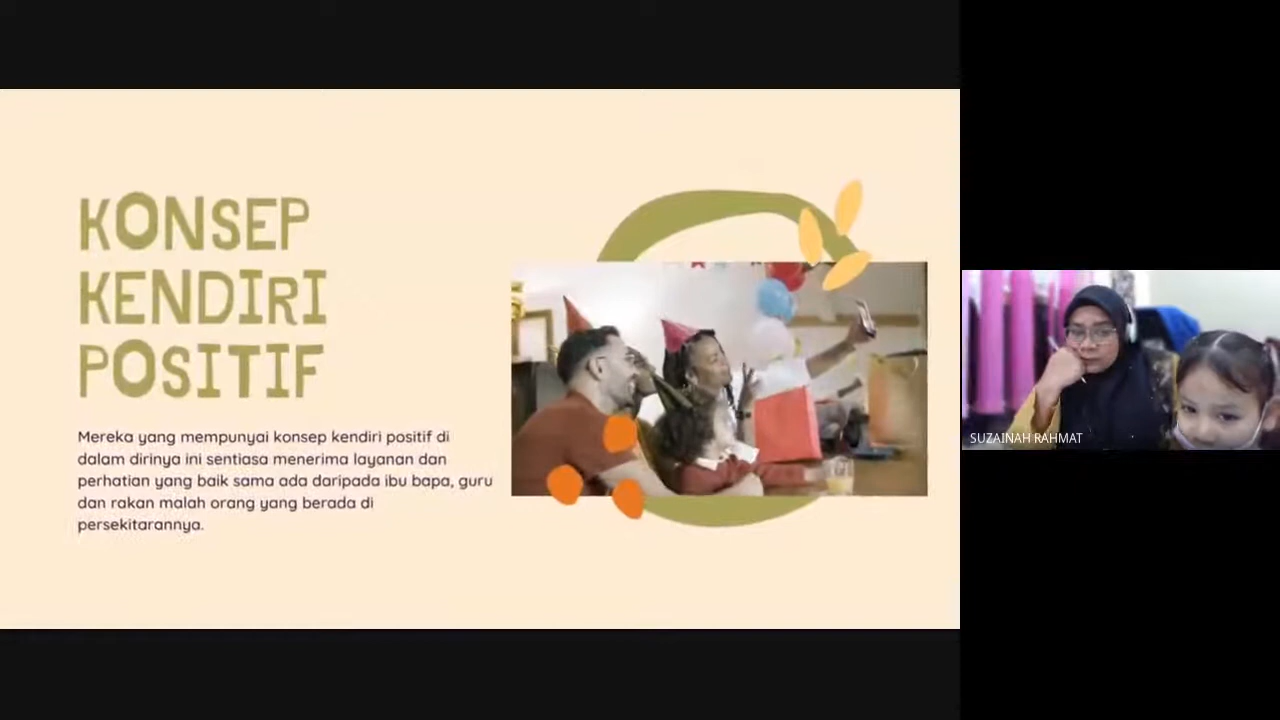 KONSEP
KENDIRI
POSITIF
Mereka yang mempunyai konsep kendiri positif di
dalam dirinya ini sentiasa menerima layanan dan
perhatian yang baik sama ada daripada ibu bapa, guru
dan rakan malah orang yang berada di
persekitarannya.
SUZAINAH RAHMAT